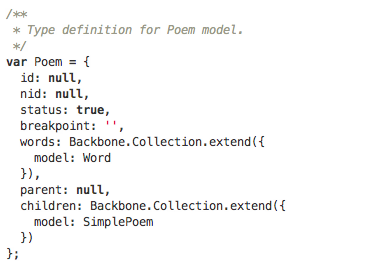 /**
 * Type definition for Poem model.
 */
var Poem = {
  id: null,
  nid: null,
  status: true,
  breakpoint: '',
  words: Backbone.Collection.extend({
    model: Word
  }),
  parent: null,
  children: Backbone.Collection.extend({
    model: SimplePoem
  })
};